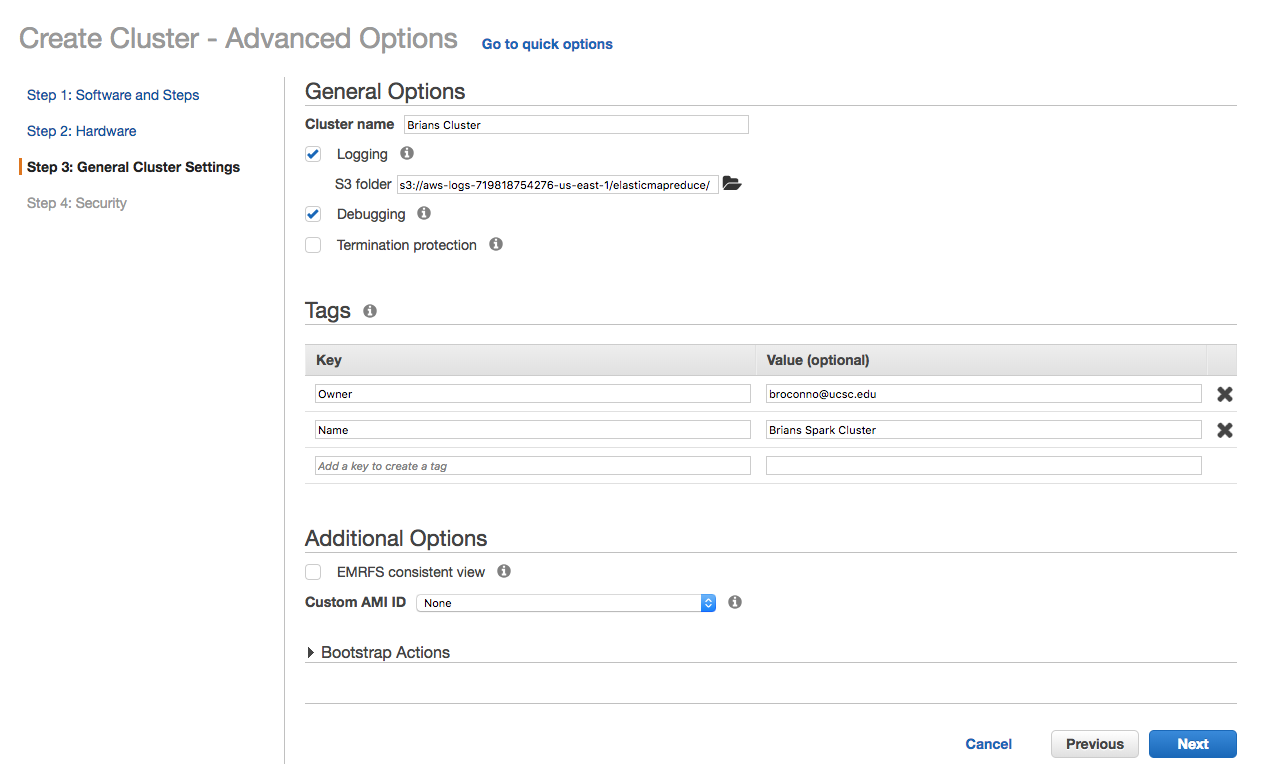 Create Cluster - Advanced Options Go to quick options
Step 1: Software and Steps
Step 2: Hardware
Step 3: General Cluster Settings
Step 4: Security
General Options
Cluster name Brians Cluster
Logging
S3 folder s3://aws-logs-719818754276-us-east-1/elasticmapreduce/
Debugging
Termination protection
Tags
Key Value (optional)
Owner broconno@ucsc.edu
Name Brians Spark Cluster
Add a key to create a tag
Additional Options
EMRFS consistent view
Custom AMI ID None
Bootstrap Actions
Cancel Previous Next